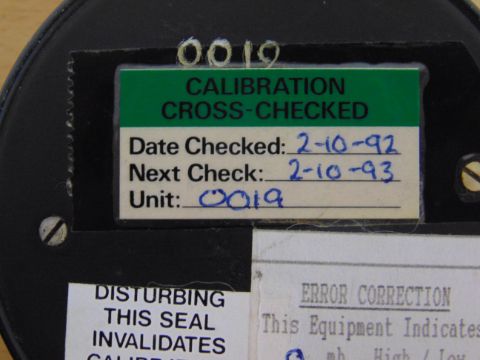 0019
CALIBRATION
CROSS-CHECKED
Date Checked: 2-10-92
Next Check: 2-10-93
Unit: 0019
DISTURBING
THIS SEAL
INVALIDATES
ERROR CORRECTION
This Equipment Indicates
mb High Low